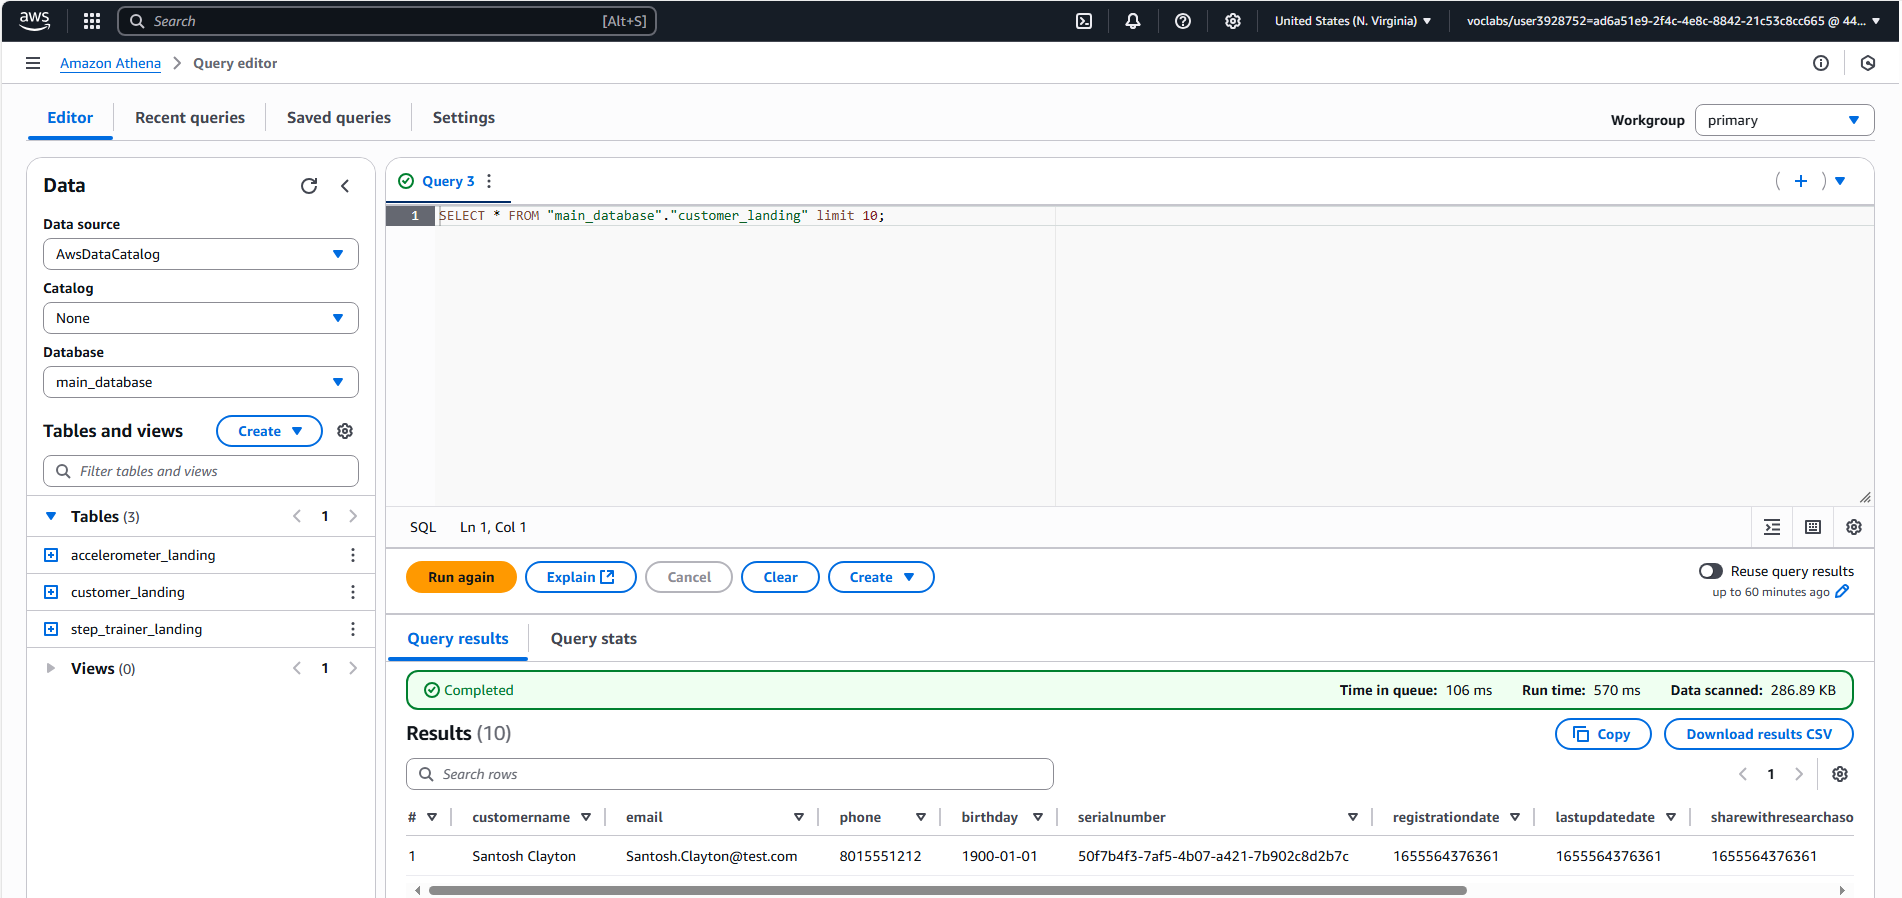 aws Search [Alt+S] United States (N. Virginia) voclabs/user3928752=ad6a51e9-2f4c-4e8c-8842-21c53c8cc665 @ 44...
Amazon Athena Query editor
Editor Recent queries Saved queries Settings Workgroup primary
Data
Data source
AwsDataCatalog
Catalog
None
Database
main_database
Tables and views Create
Filter tables and views
Tables (3) 1
accelerometer_landing
customer_landing
step_trainer_landing
Views (0) 1
Query 3
1 SELECT * FROM "main_database"."customer_landing" limit 10;
SQL Ln 1, Col 1
Run again Explain Cancel Clear Create Reuse query results
up to 60 minutes ago
Query results Query stats
Completed Time in queue: 106 ms Run time: 570 ms Data scanned: 286.89 KB
Results (10) Copy Download results CSV
Search rows 1
# customername email phone birthday serialnumber registrationdate lastupdatedate sharewithresearchaso
1 Santosh Clayton Santosh.Clayton@test.com 8015551212 1900-01-01 50f7b4f3-7af5-4b07-a421-7b902c8d2b7c 1655564376361 1655564376361 1655564376361